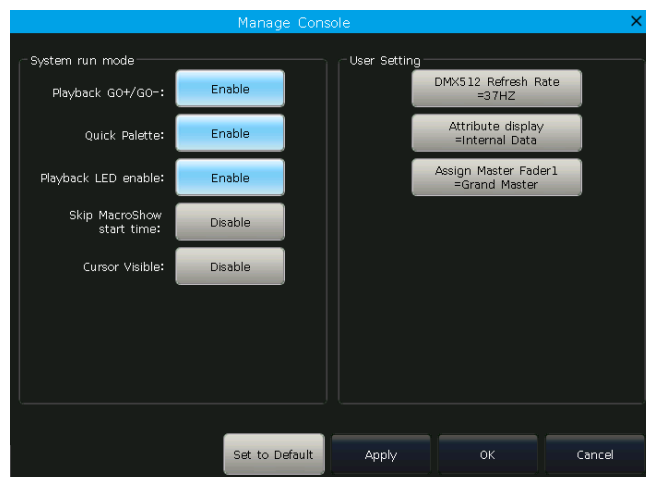 Manage Console
System run mode
Playback GO+/GO-:
Enable
Quick Palette:
Enable
Playback LED enable:
Enable
Skip MacroShow
start time:
Disable
Cursor Visible:
Disable
User Setting
DMX512 Refresh Rate
=37HZ
Attribute display
=Internal Data
Assign Master Fader1
=Grand Master
Set to Default
Apply
OK
Cancel